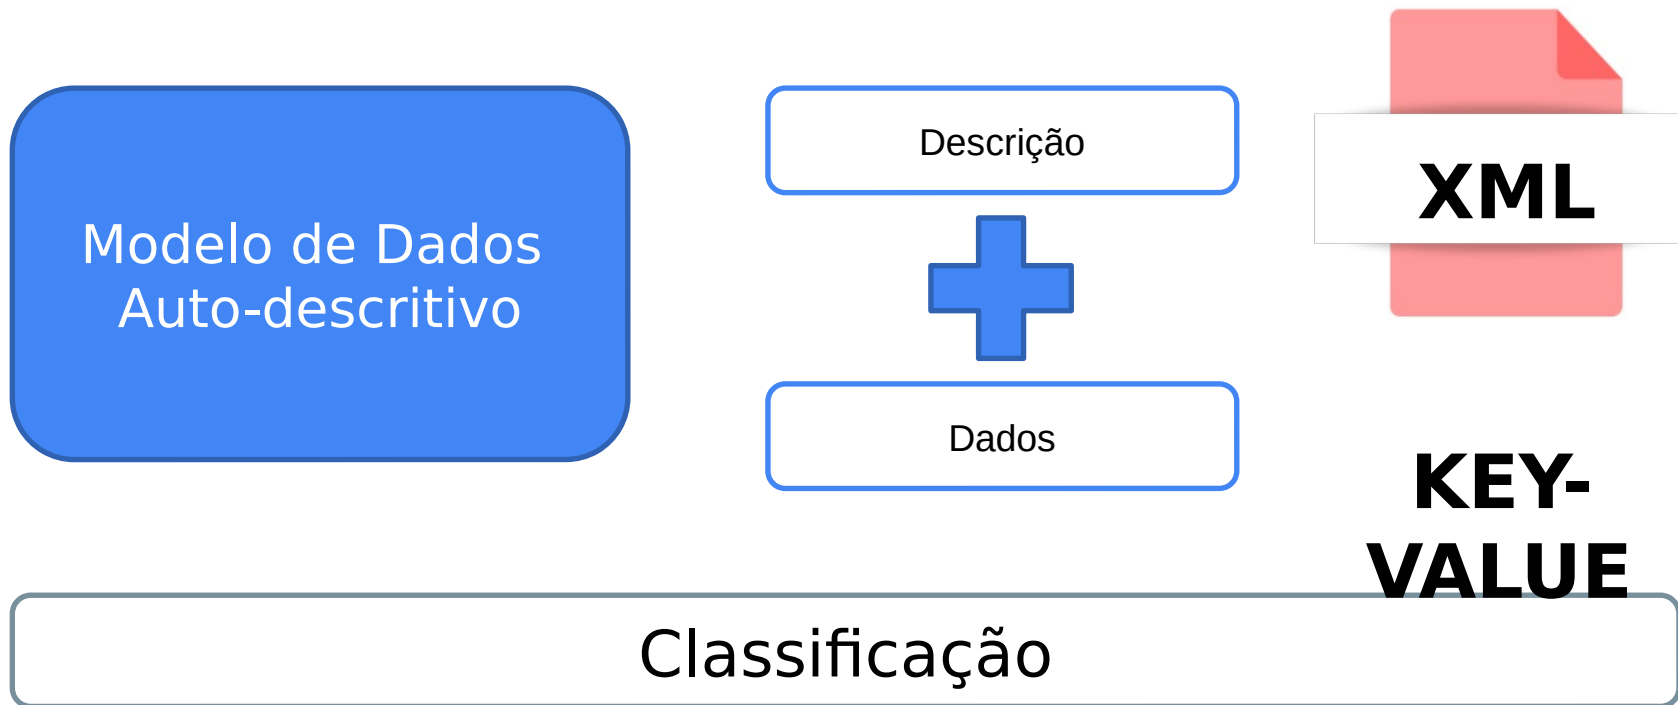 Modelo de Dados
Auto-descritivo
Descrição
Dados
XML
KEY-
VALUE
Classificação